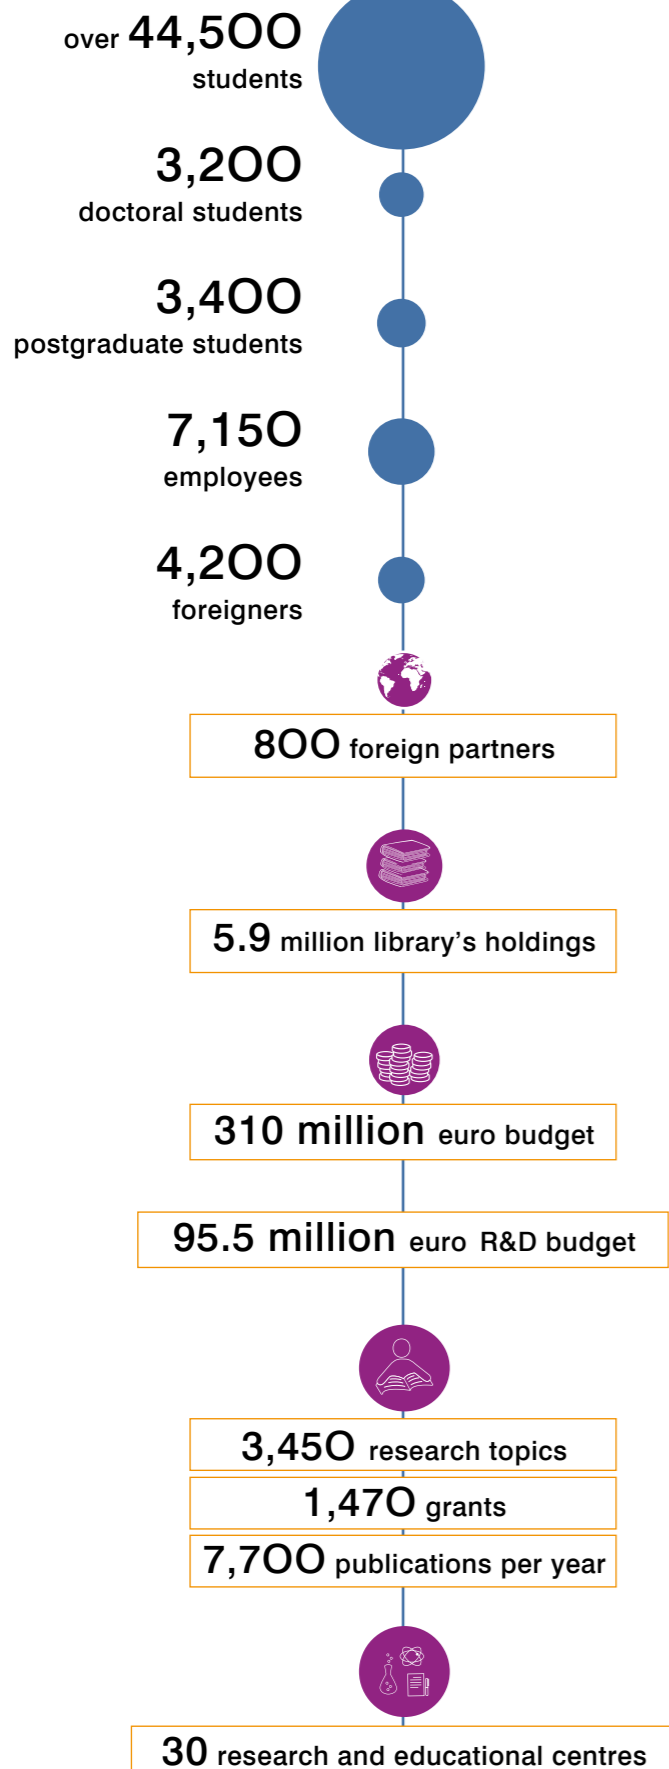 over 44,500
students
3,200
doctoral students
3,400
postgraduate students
7,150
employees
4,200
foreigners
800 foreign partners
5.9 million library's holdings
310 million euro budget
95.5 million euro R&D budget
3,450 research topics
1,470 grants
7,700 publications per year
30 research and educational centres